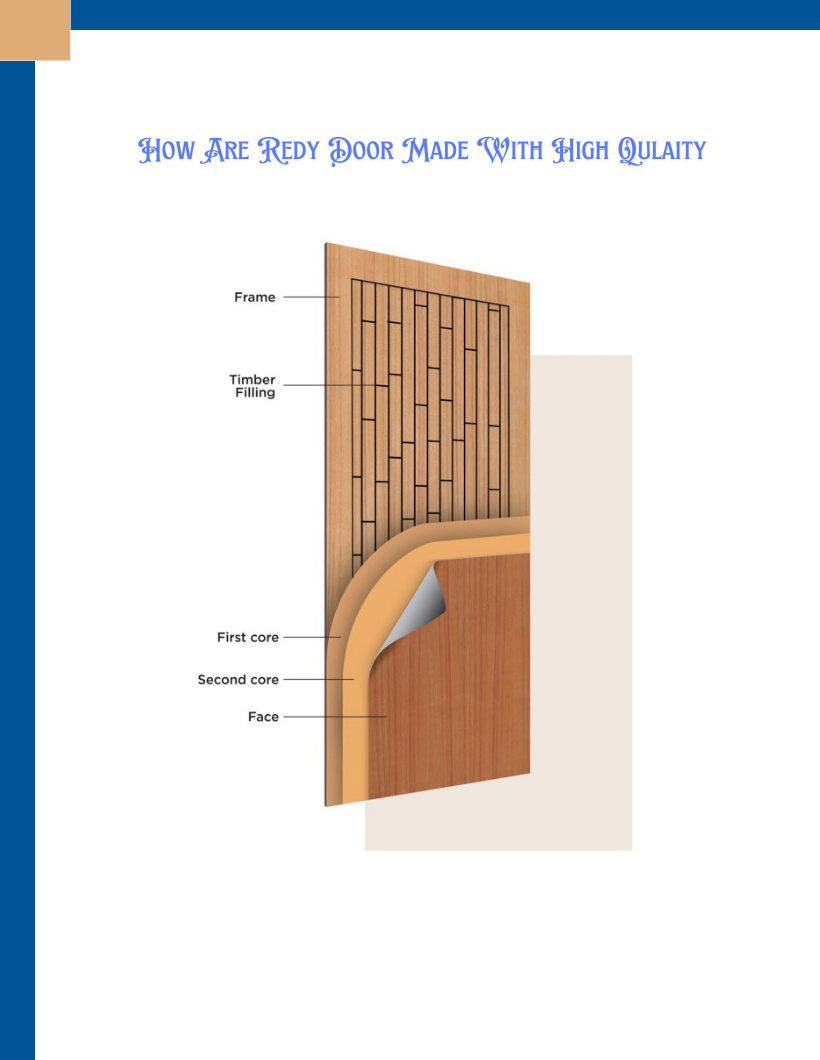 How Are Redy Door Made With High Qulaity
Frame
Timber
Filling
First core
Second core
Face